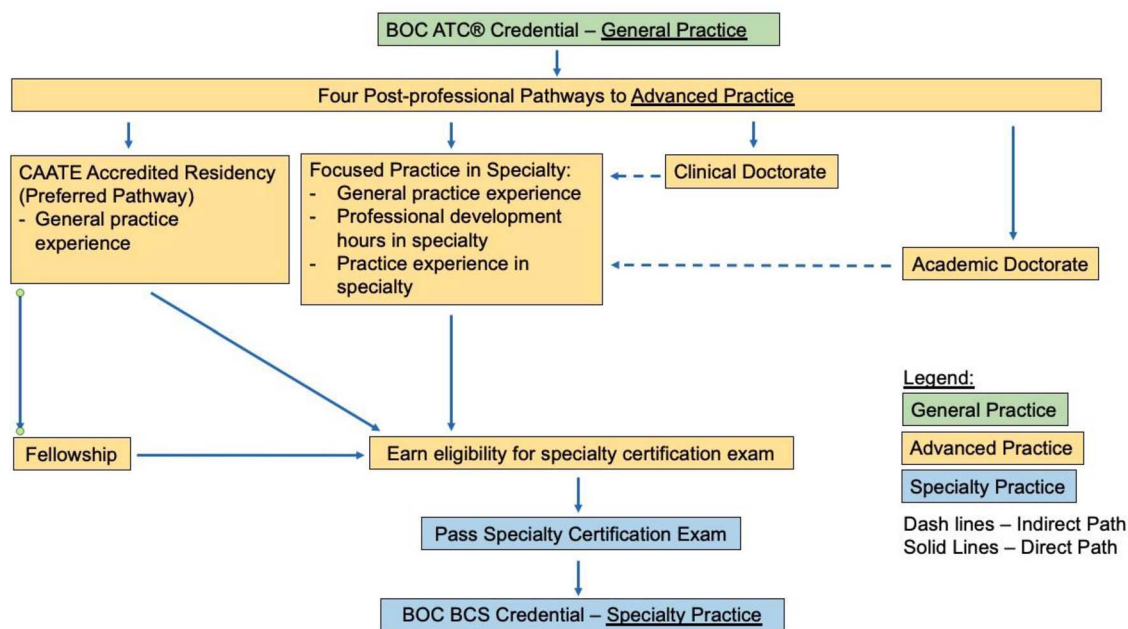 BOC ATC® Credential – General Practice
Four Post-professional Pathways to Advanced Practice
CAATE Accredited Residency
(Preferred Pathway)
- General practice
experience
Focused Practice in Specialty:
- General practice experience
- Professional development
hours in specialty
- Practice experience in
specialty
Clinical Doctorate
Academic Doctorate
Fellowship
Earn eligibility for specialty certification exam
Pass Specialty Certification Exam
BOC BCS Credential – Specialty Practice
Legend:
General Practice
Advanced Practice
Specialty Practice
Dash lines – Indirect Path
Solid Lines – Direct Path